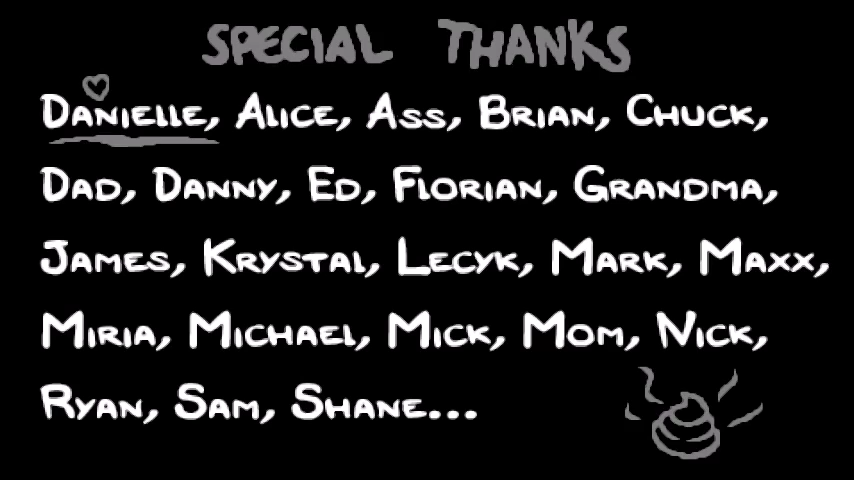 SPECIAL THANKS
DANIELLE, ALICE, ASS, BRIAN, CHUCK,
DAD, DANNY, ED, FLORIAN, GRANDMA,
JAMES, KRYSTAL, LECYK, MARK, MAXX,
MIRIA, MICHAEL, MICK, MOM, NICK,
RYAN, SAM, SHANE...